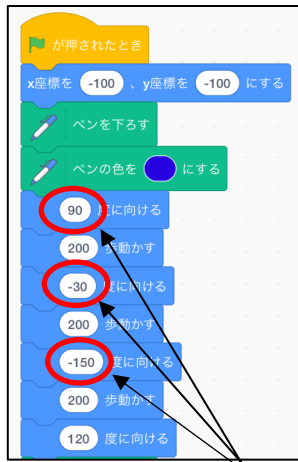 が押されたとき
x座標を -100 、y座標を -100 にする
ペンを下ろす
ペンの色を にする
90 度に向ける
200 歩動かす
-30 度に向ける
200 歩動かす
-150 度に向ける
200 歩動かす
120 度に向ける